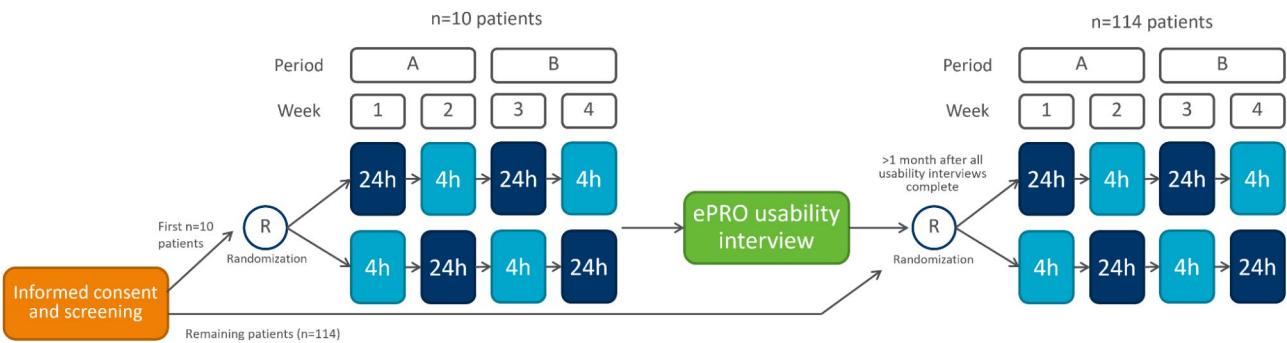 n=10 patients
Period
A
B
Week
1
2
3
4
24h
4h
24h
4h
First n=10
patients
R
Randomization
4h
24h
4h
24h
Informed consent
and screening
Remaining patients (n=114)
ePRO usability
interview
n=114 patients
Period
A
B
Week
1
2
3
4
>1 month after all
usability interviews
complete
24h
4h
24h
4h
R
Randomization
4h
24h
4h
24h